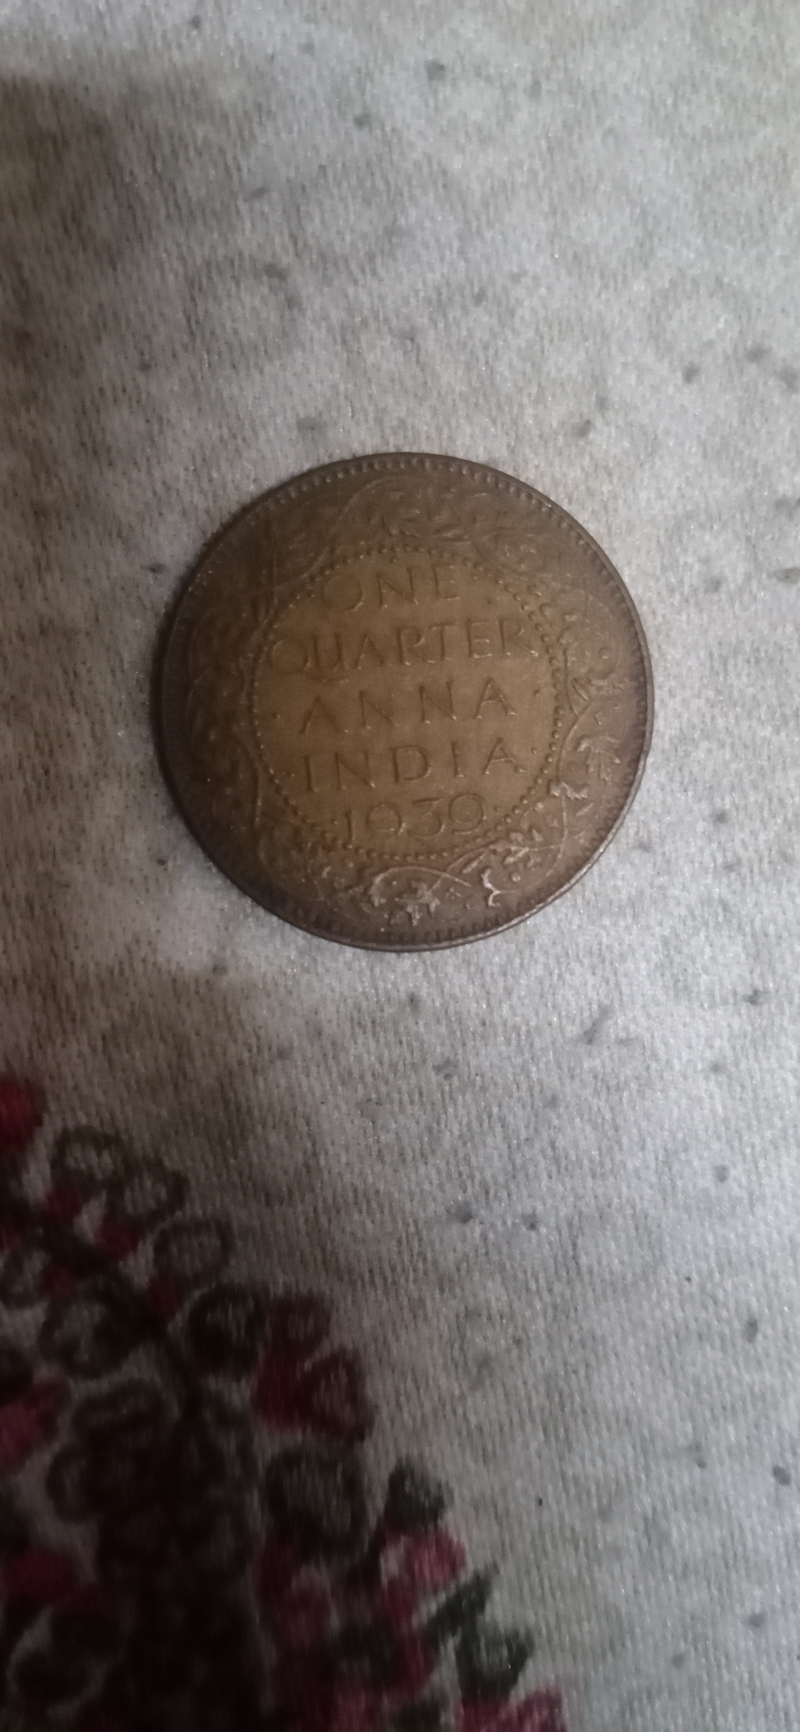 ONE
QUARTER
·ANNA·
·INDIA·
·1939·